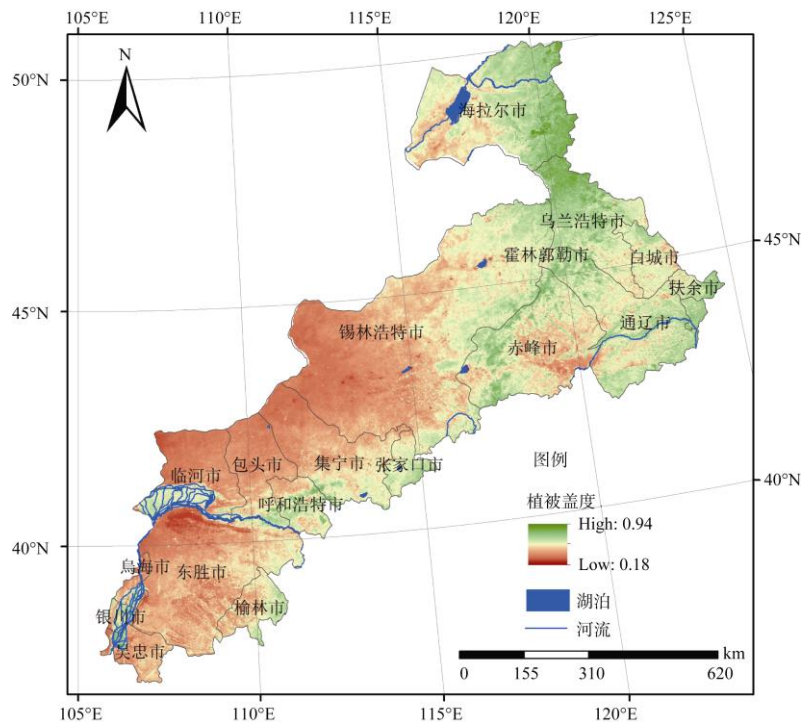 105°E
110°E
115°E
120°E
125°E
N
50°N
海拉尔市
乌兰浩特市
45°N
霍林郭勒市
白城市
扶余市
45°N
锡林浩特市
通辽市
赤峰市
临河市
包头市
集宁市
张家门市
图例
40°N
呼和浩特市
植被盖度
High: 0.94
40°N
Low: 0.18
烏海市
东胜市
湖泊
银川市
榆林市
河流
吴忠市
km
0
155
310
620
105°E
110°E
115°E
120°E